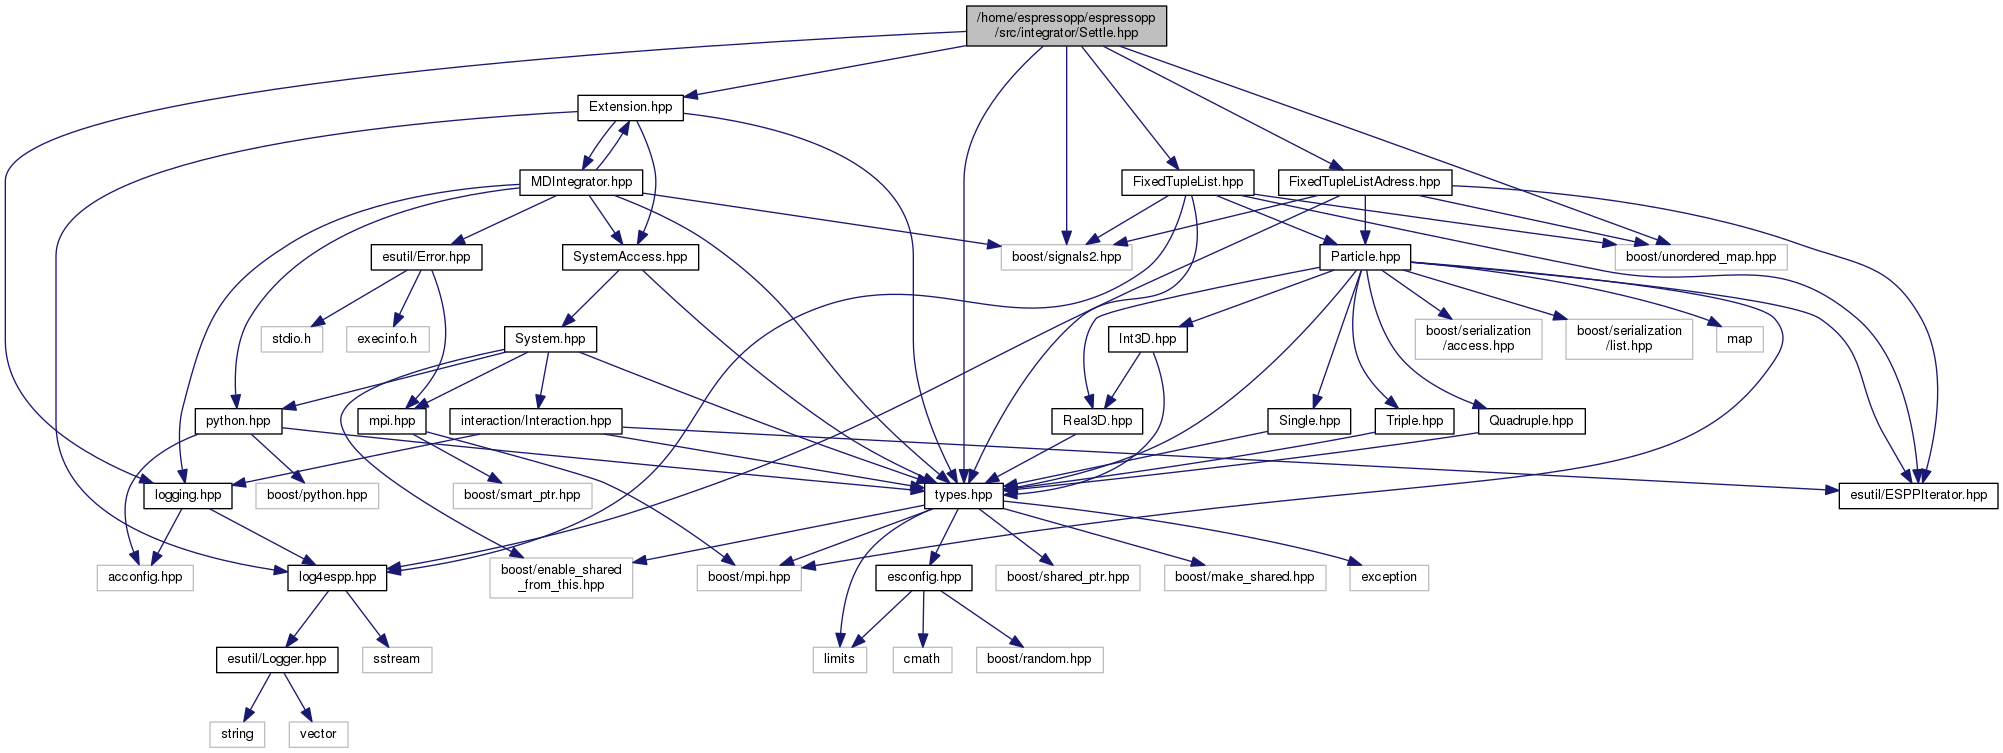 /home/espressopp/espressopp
/src/integrator/Settle.hpp
Extension.hpp
MDIntegrator.hpp
FixedTupleList.hpp
FixedTupleListAdress.hpp
esutil/Error.hpp
SystemAccess.hpp
boost/signals2.hpp
Particle.hpp
boost/unordered_map.hpp
stdio.h
execinfo.h
System.hpp
Int3D.hpp
boost/serialization
/access.hpp
boost/serialization
/list.hpp
map
python.hpp
mpi.hpp
interaction/Interaction.hpp
Real3D.hpp
Single.hpp
Triple.hpp
Quadruple.hpp
logging.hpp
boost/python.hpp
boost/smart_ptr.hpp
types.hpp
esutil/ESPPIterator.hpp
acconfig.hpp
log4espp.hpp
boost/enable_shared
_from_this.hpp
boost/mpi.hpp
esconfig.hpp
boost/shared_ptr.hpp
boost/make_shared.hpp
exception
esutil/Logger.hpp
sstream
limits
cmath
boost/random.hpp
string
vector